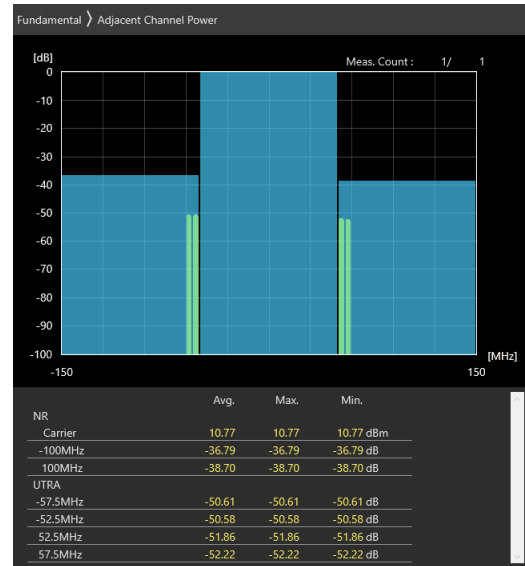 Fundamental 〉 Adjacent Channel Power
[dB]
Meas. Count : 1/ 1
0
-10
-20
-30
-40
-50
-60
-70
-80
-90
-100
[MHz]
-150 150
Avg. Max. Min.
NR
Carrier 10.77 10.77 10.77 dBm
-100MHz -36.79 -36.79 -36.79 dB
100MHz -38.70 -38.70 -38.70 dB
UTRA
-57.5MHz -50.61 -50.61 -50.61 dB
-52.5MHz -50.58 -50.58 -50.58 dB
52.5MHz -51.86 -51.86 -51.86 dB
57.5MHz -52.22 -52.22 -52.22 dB